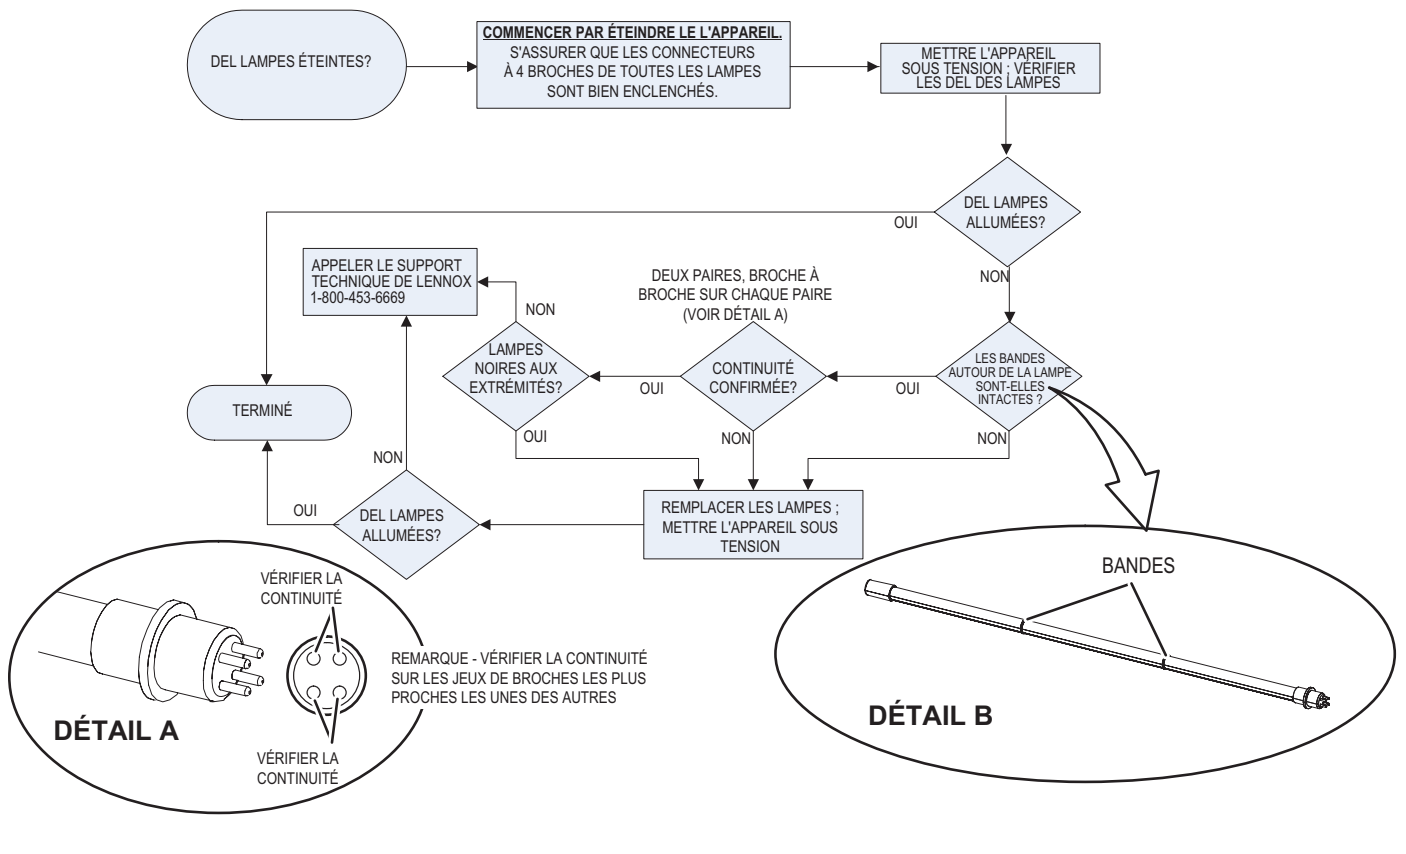 DEL LAMPES ÉTEINTES?
COMMENCER PAR ÉTEINDRE LE L'APPAREIL.
S'ASSURER QUE LES CONNECTEURS
À 4 BROCHES DE TOUTES LES LAMPES
SONT BIEN ENCLENCHÉS.
METTRE L'APPAREIL
SOUS TENSION ; VÉRIFIER
LES DEL DES LAMPES
DEL LAMPES
ALLUMÉES?
OUI
NON
APPELER LE SUPPORT
TECHNIQUE DE LENNOX
1-800-453-6669
NON
DEUX PAIRES, BROCHE À
BROCHE SUR CHAQUE PAIRE
(VOIR DÉTAIL A)
LAMPES
NOIRES AUX
EXTRÉMITÉS?
OUI
CONTINUITÉ
CONFIRMÉE?
OUI
LES BANDES
AUTOUR DE LA LAMPE
SONT-ELLES
INTACTES ?
TERMINÉ
OUI
NON
NON
NON
OUI
DEL LAMPES
ALLUMÉES?
REMPLACER LES LAMPES ;
METTRE L'APPAREIL SOUS
TENSION
VÉRIFIER LA
CONTINUITÉ
REMARQUE - VÉRIFIER LA CONTINUITÉ
SUR LES JEUX DE BROCHES LES PLUS
PROCHES LES UNES DES AUTRES
DÉTAIL A
VÉRIFIER LA
CONTINUITÉ
BANDES
DÉTAIL B